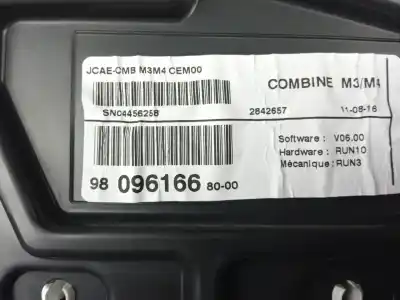 JCAE-CMB M3M4 CEM00
COMBINE M3/M4
SN04456258 2842657 11-08-16
Software : V06.00
Hardware : RUN10
Mécanique : RUN3
98 096166 80-00